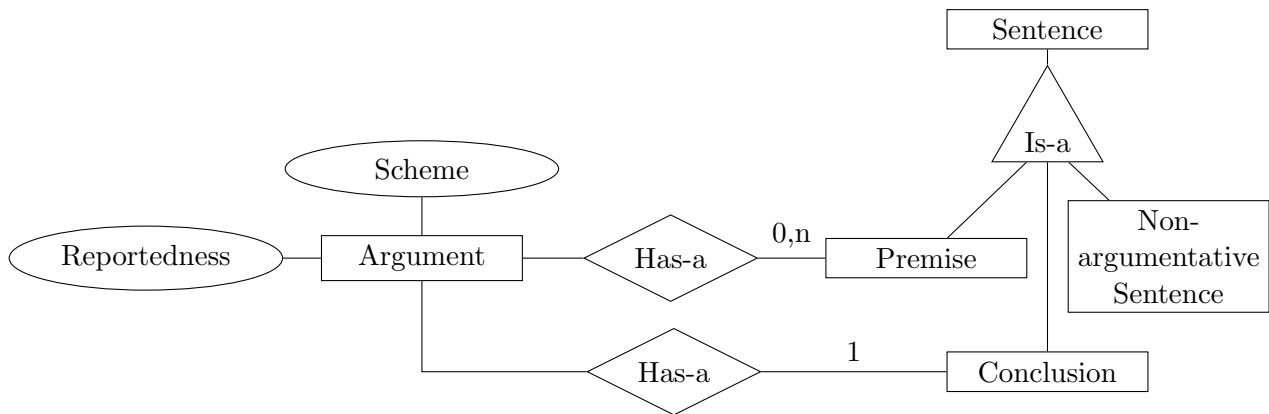 Sentence
Is-a
Scheme
Reportedness
Argument
Has-a
0,n
Premise
Non-
argumentative
Sentence
Has-a
1
Conclusion